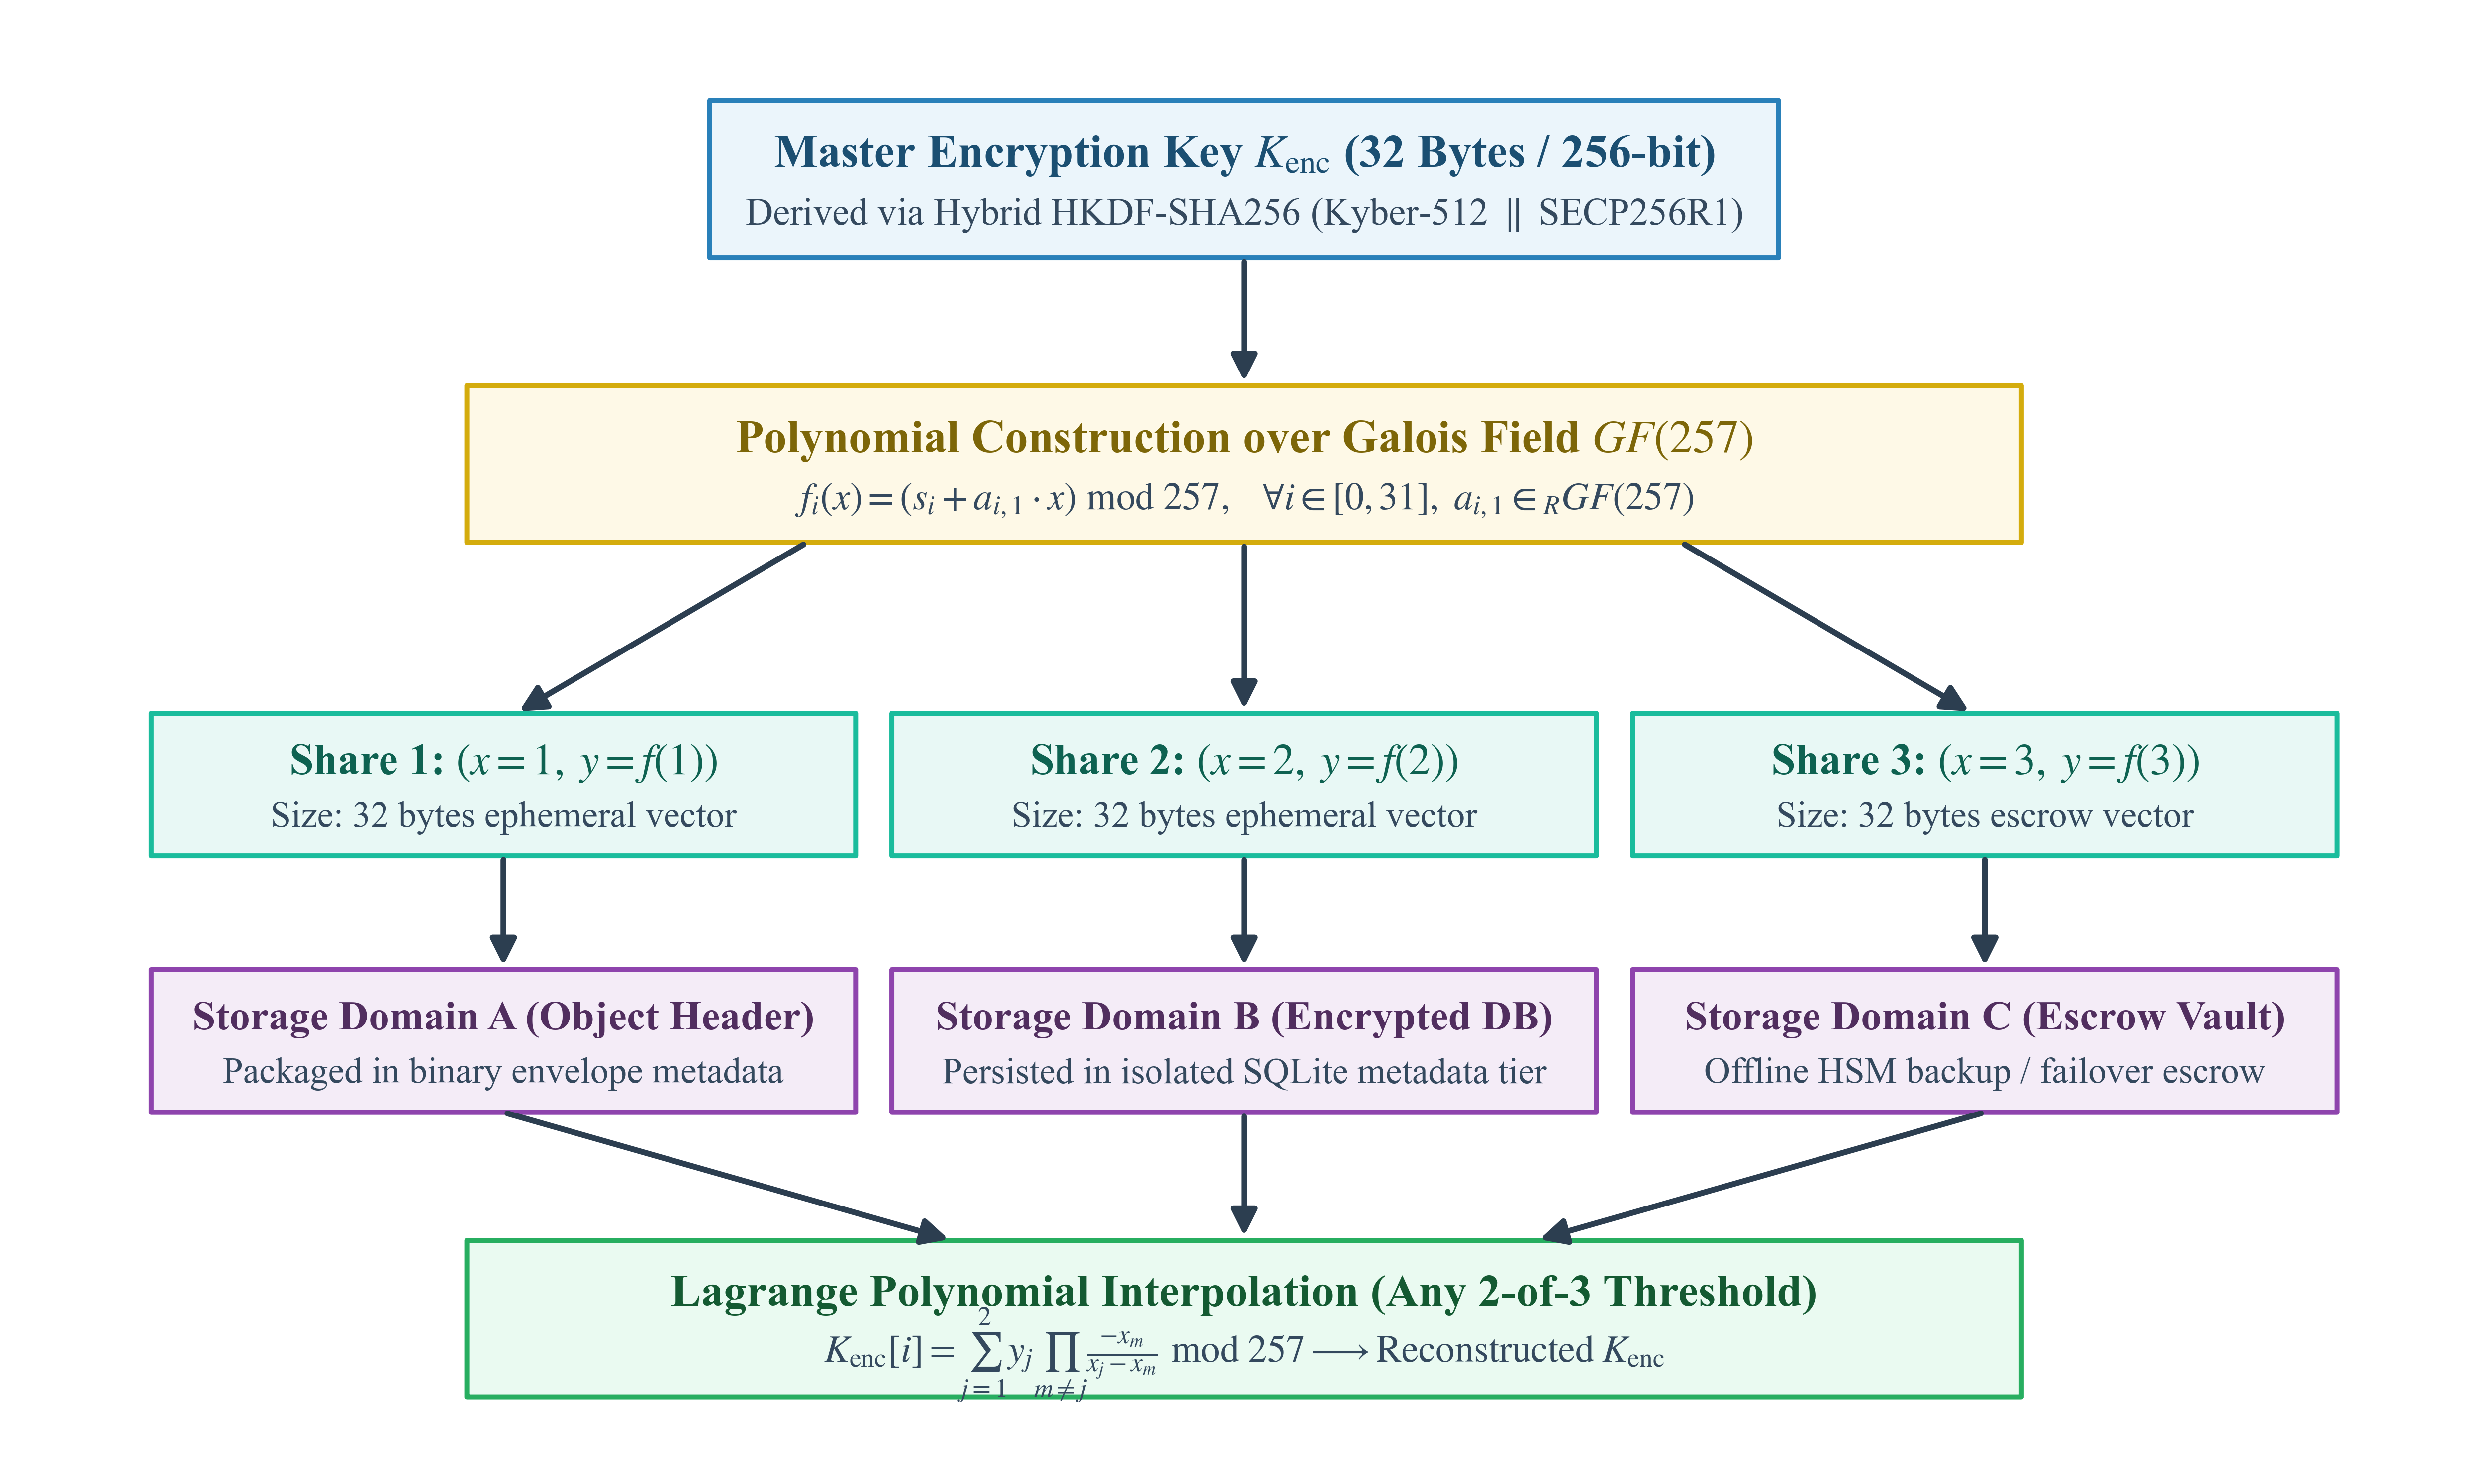 Master Encryption Key K_enc (32 Bytes / 256-bit)
Derived via Hybrid HKDF-SHA256 (Kyber-512 || SECP256R1)
Polynomial Construction over Galois Field GF(257)
f_i(x) = (s_i + a_{i,1} · x) mod 257, ∀i ∈ [0, 31], a_{i,1} ∈_R GF(257)
Share 1: (x = 1, y = f(1))
Size: 32 bytes ephemeral vector
Share 2: (x = 2, y = f(2))
Size: 32 bytes ephemeral vector
Share 3: (x = 3, y = f(3))
Size: 32 bytes escrow vector
Storage Domain A (Object Header)
Packaged in binary envelope metadata
Storage Domain B (Encrypted DB)
Persisted in isolated SQLite metadata tier
Storage Domain C (Escrow Vault)
Offline HSM backup / failover escrow
Lagrange Polynomial Interpolation (Any 2-of-3 Threshold)
K_enc[i] = ∑_{j=1}^{2} y_j ∏_{m≠j} \frac{-x_m}{x_j - x_m} mod 257 ⟶ Reconstructed K_enc